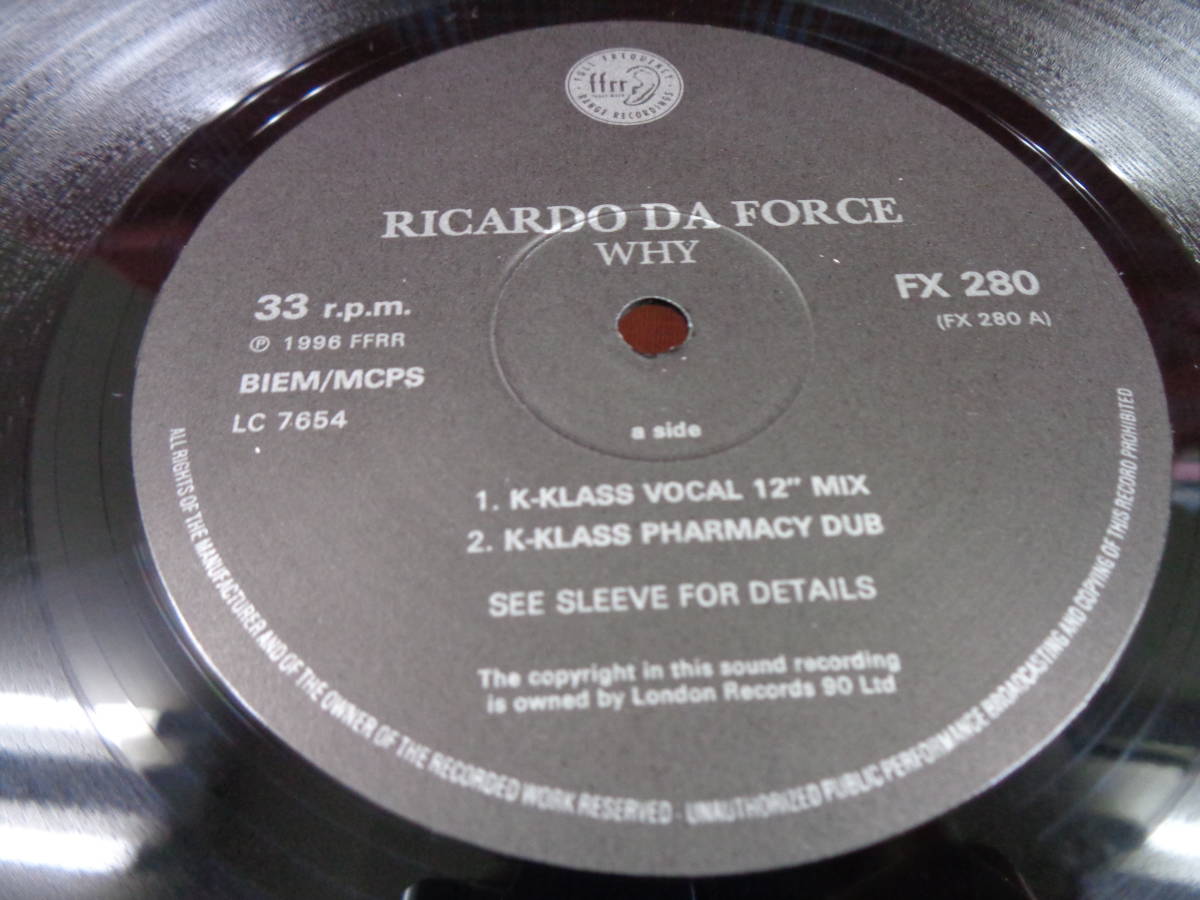 FULL FREQUENCY
ffrr
RANGE RECORDINGS
RICARDO DA FORCE
WHY
33 r.p.m.
℗ 1996 FFRR
BIEM/MCPS
LC 7654
FX 280
(FX 280 A)
a side
1. K-KLASS VOCAL 12" MIX
2. K-KLASS PHARMACY DUB
SEE SLEEVE FOR DETAILS
The copyright in this sound recording
is owned by London Records 90 Ltd
ALL RIGHTS OF THE MANUFACTURER AND OF THE OWNER OF THE RECORDED WORK RESERVED · UNAUTHORIZED PUBLIC PERFORMANCE BROADCASTING AND COPYING OF THIS RECORD PROHIBITED